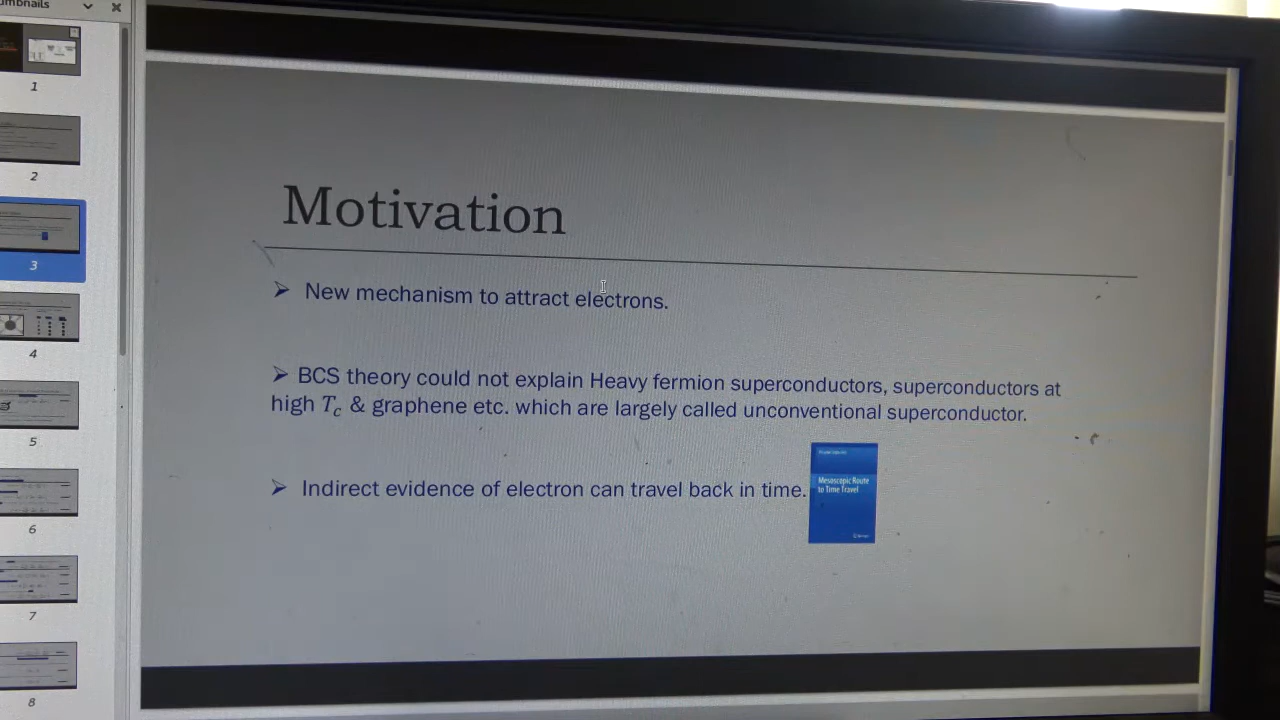 1
2
3
4
5
6
7
8
Motivation
➢ New mechanism to attract electrons.
➢ BCS theory could not explain Heavy fermion superconductors, superconductors at
high T_c & graphene etc. which are largely called unconventional superconductor.
➢ Indirect evidence of electron can travel back in time.
Mesoscopic Route
to Time Travel